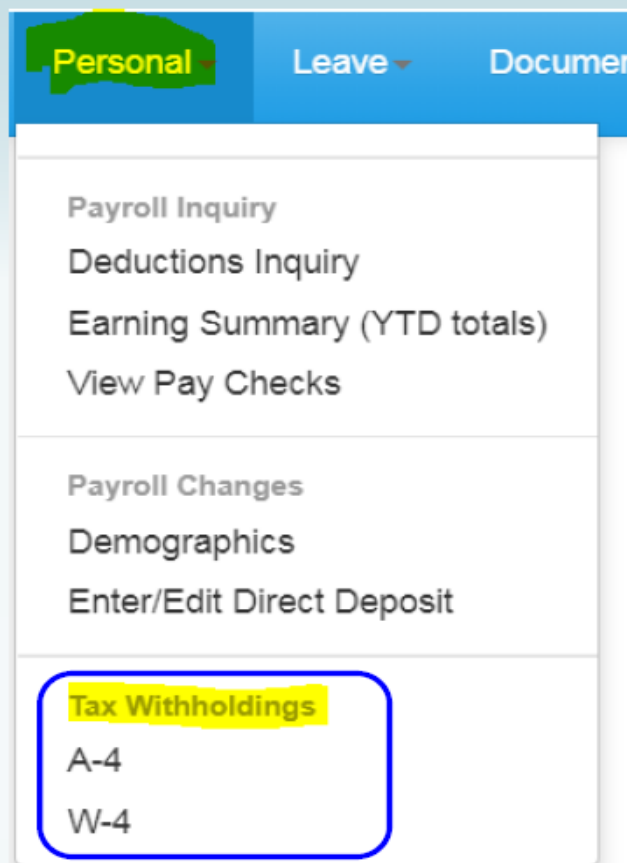 Personal Leave
Payroll Inquiry
Deductions Inquiry
Earning Summary (YTD totals)
View Pay Checks
Payroll Changes
Demographics
Enter/Edit Direct Deposit
Tax Withholdings
A-4
W-4